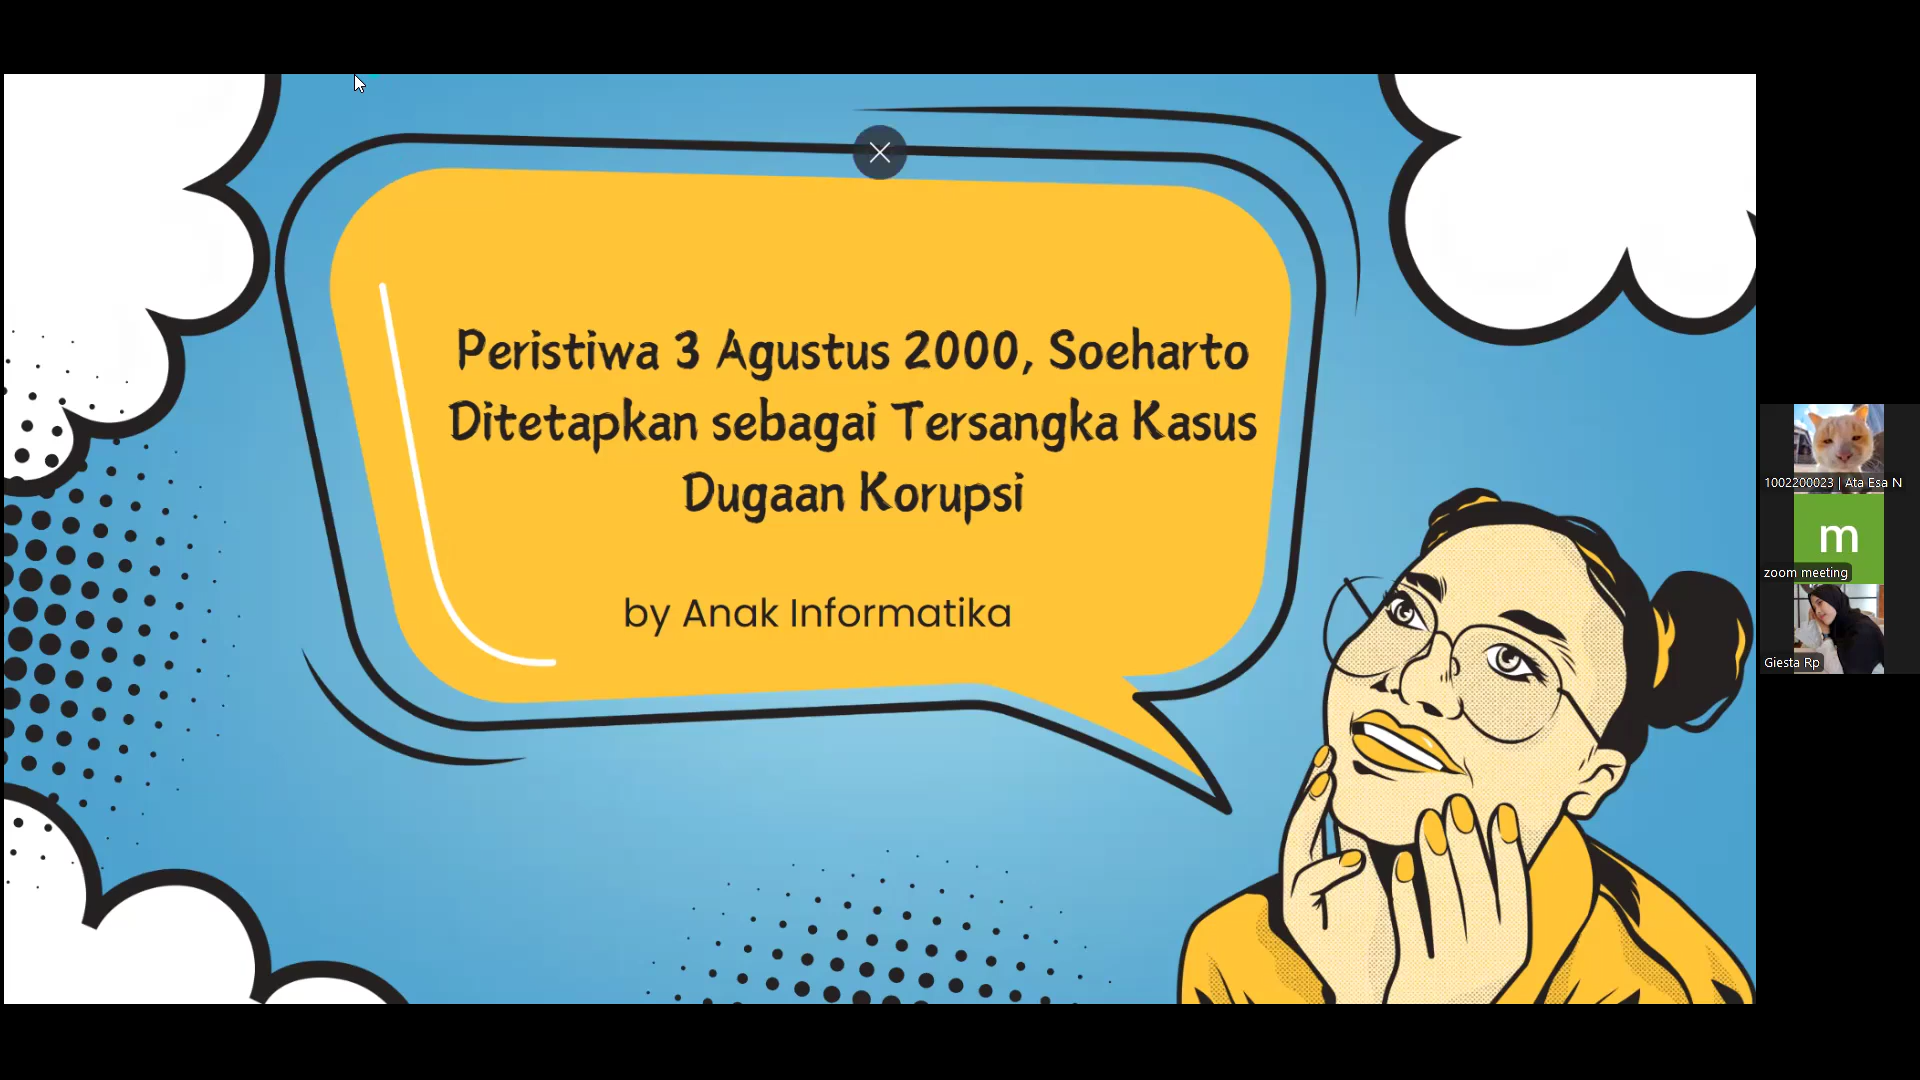 Peristiwa 3 Agustus 2000, Soeharto
Ditetapkan sebagai Tersangka Kasus
Dugaan Korupsi
by Anak Informatika
1002200023 | Ata Esa N
m
zoom meeting
Giesta Rp